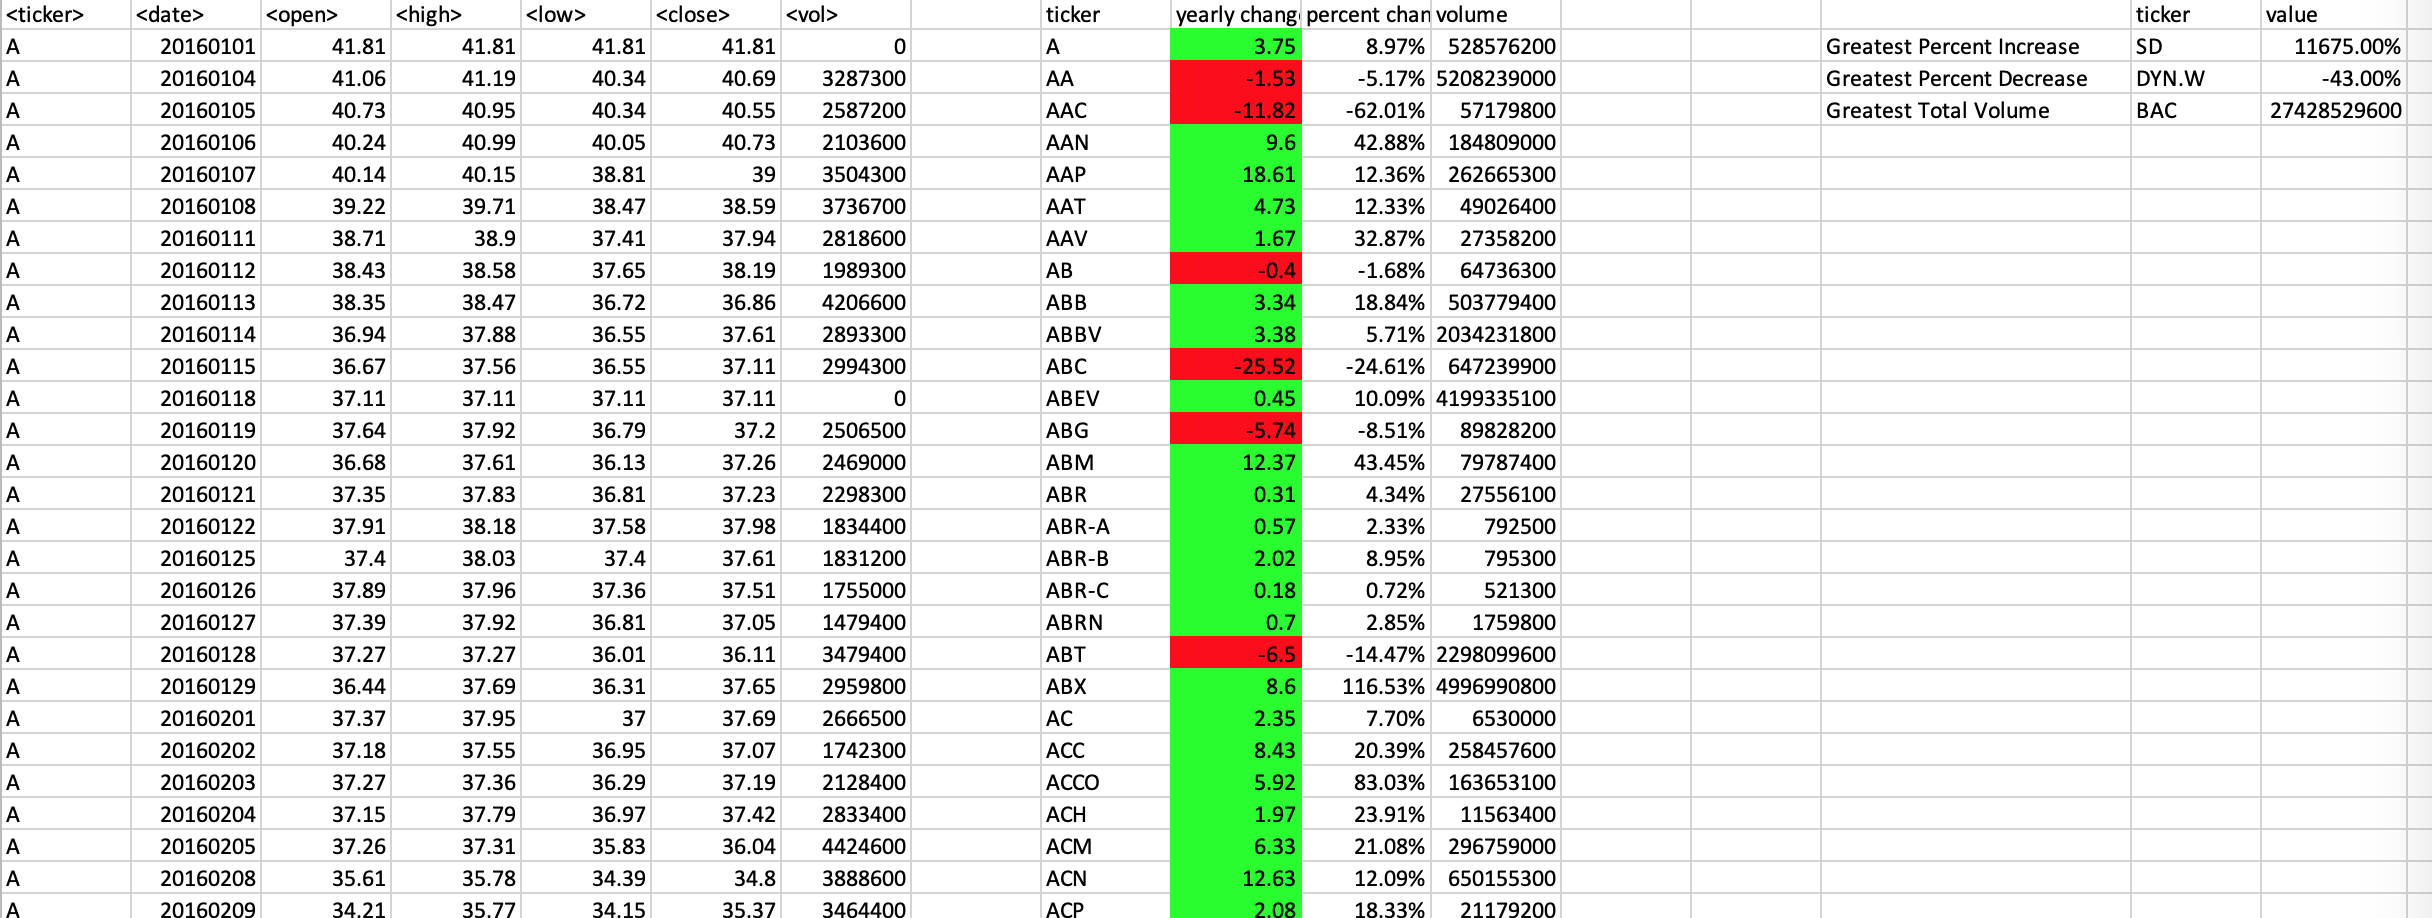 <ticker> <date> <open> <high> <low> <close> <vol> ticker yearly chang percent chan volume ticker value
A 20160101 41.81 41.81 41.81 41.81 0 A 3.75 8.97% 528576200 Greatest Percent Increase SD 11675.00%
A 20160104 41.06 41.19 40.34 40.69 3287300 AA -1.53 -5.17% 5208239000 Greatest Percent Decrease DYN.W -43.00%
A 20160105 40.73 40.95 40.34 40.55 2587200 AAC -11.82 -62.01% 57179800 Greatest Total Volume BAC 27428529600
A 20160106 40.24 40.99 40.05 40.73 2103600 AAN 9.6 42.88% 184809000
A 20160107 40.14 40.15 38.81 39 3504300 AAP 18.61 12.36% 262665300
A 20160108 39.22 39.71 38.47 38.59 3736700 AAT 4.73 12.33% 49026400
A 20160111 38.71 38.9 37.41 37.94 2818600 AAV 1.67 32.87% 27358200
A 20160112 38.43 38.58 37.65 38.19 1989300 AB -0.4 -1.68% 64736300
A 20160113 38.35 38.47 36.72 36.86 4206600 ABB 3.34 18.84% 503779400
A 20160114 36.94 37.88 36.55 37.61 2893300 ABBV 3.38 5.71% 2034231800
A 20160115 36.67 37.56 36.55 37.11 2994300 ABC -25.52 -24.61% 647239900
A 20160118 37.11 37.11 37.11 37.11 0 ABEV 0.45 10.09% 4199335100
A 20160119 37.64 37.92 36.79 37.2 2506500 ABG -5.74 -8.51% 89828200
A 20160120 36.68 37.61 36.13 37.26 2469000 ABM 12.37 43.45% 79787400
A 20160121 37.35 37.83 36.81 37.23 2298300 ABR 0.31 4.34% 27556100
A 20160122 37.91 38.18 37.58 37.98 1834400 ABR-A 0.57 2.33% 792500
A 20160125 37.4 38.03 37.4 37.61 1831200 ABR-B 2.02 8.95% 795300
A 20160126 37.89 37.96 37.36 37.51 1755000 ABR-C 0.18 0.72% 521300
A 20160127 37.39 37.92 36.81 37.05 1479400 ABRN 0.7 2.85% 1759800
A 20160128 37.27 37.27 36.01 36.11 3479400 ABT -6.5 -14.47% 2298099600
A 20160129 36.44 37.69 36.31 37.65 2959800 ABX 8.6 116.53% 4996990800
A 20160201 37.37 37.95 37 37.69 2666500 AC 2.35 7.70% 6530000
A 20160202 37.18 37.55 36.95 37.07 1742300 ACC 8.43 20.39% 258457600
A 20160203 37.27 37.36 36.29 37.19 2128400 ACCO 5.92 83.03% 163653100
A 20160204 37.15 37.79 36.97 37.42 2833400 ACH 1.97 23.91% 11563400
A 20160205 37.26 37.31 35.83 36.04 4424600 ACM 6.33 21.08% 296759000
A 20160208 35.61 35.78 34.39 34.8 3888600 ACN 12.63 12.09% 650155300
A 20160209 34.21 35.77 34.15 35.37 3464400 ACP 2.08 18.33% 21179200